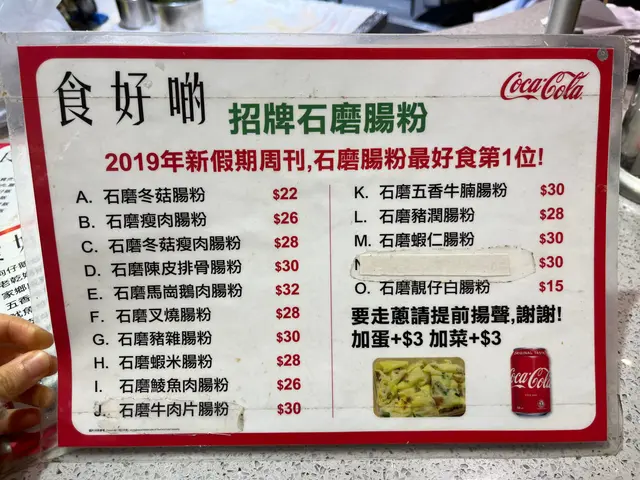 食好啲
Coca-Cola
招牌石磨腸粉
2019年新假期周刊,石磨腸粉最好食第1位!
A. 石磨冬菇腸粉 $22
B. 石磨瘦肉腸粉 $26
C. 石磨冬菇瘦肉腸粉 $28
D. 石磨陳皮排骨腸粉 $30
E. 石磨馬崗鵝肉腸粉 $32
F. 石磨叉燒腸粉 $28
G. 石磨豬雜腸粉 $30
H. 石磨蝦米腸粉 $28
I. 石磨鯪魚肉腸粉 $26
J. 石磨牛肉片腸粉 $30
K. 石磨五香牛腩腸粉 $30
L. 石磨豬潤腸粉 $28
M. 石磨蝦仁腸粉 $30
$30
O. 石磨靚仔白腸粉 $15
要走蔥請提前揚聲,謝謝!
加蛋+$3 加菜+$3
Coca-Cola